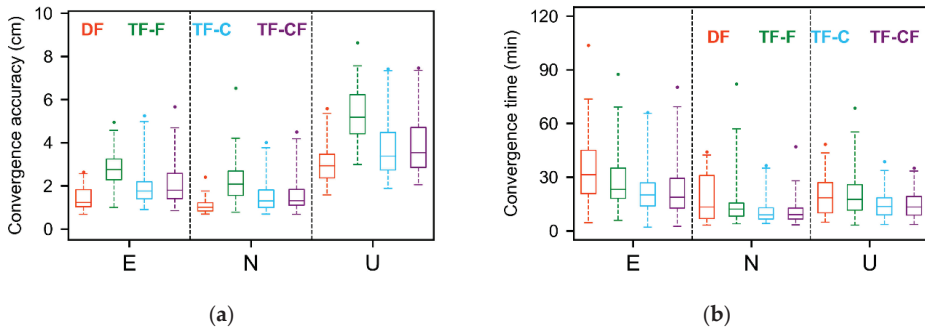 Convergence accuracy (cm)
10
8
6
4
2
0
DF TF-F TF-C TF-CF
E N U
(a)
Convergence time (min)
120
90
60
30
0
DF TF-F TF-C TF-CF
E N U
(b)